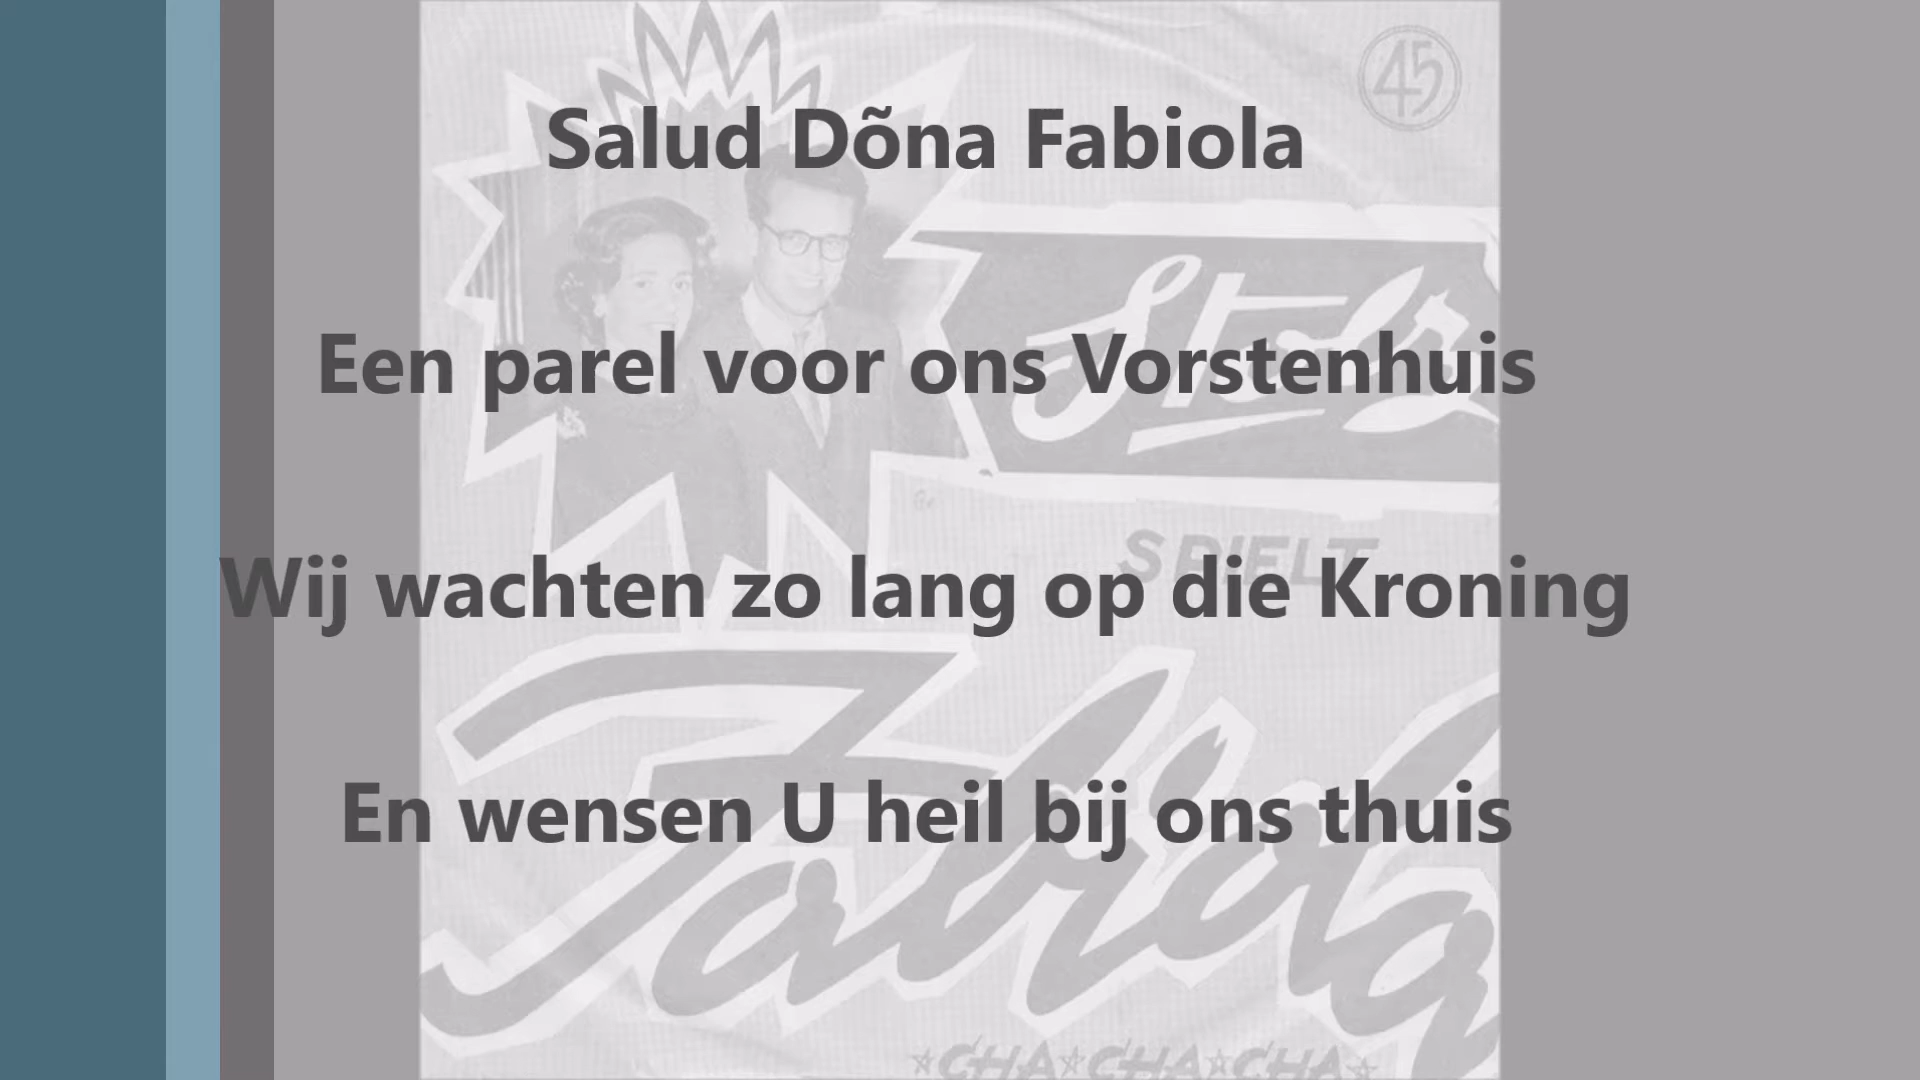 45
Salud Dõna Fabiola
Een parel voor ons Vorstenhuis
Wij wachten zo lang op die Kroning
SPIELT
En wensen U heil bij ons thuis
Fabiola
☆CHA☆CHA☆CHA☆